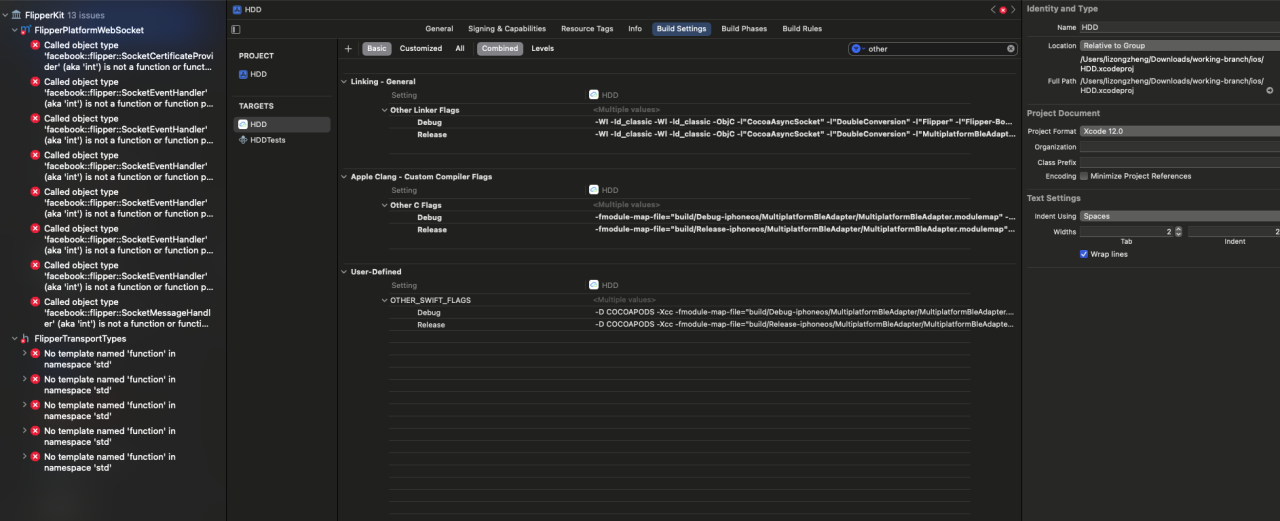 FlipperKit 13 issues
FlipperPlatformWebSocket
Called object type
'facebook::flipper::SocketCertificateProvi
der' (aka 'int') is not a function or funct...
Called object type
'facebook::flipper::SocketEventHandler'
(aka 'int') is not a function or function p...
Called object type
'facebook::flipper::SocketEventHandler'
(aka 'int') is not a function or function p...
Called object type
'facebook::flipper::SocketEventHandler'
(aka 'int') is not a function or function p...
Called object type
'facebook::flipper::SocketEventHandler'
(aka 'int') is not a function or function p...
Called object type
'facebook::flipper::SocketEventHandler'
(aka 'int') is not a function or function p...
Called object type
'facebook::flipper::SocketEventHandler'
(aka 'int') is not a function or function p...
Called object type
'facebook::flipper::SocketMessageHandl
er' (aka 'int') is not a function or functi...
FlipperTransportTypes
No template named 'function' in
namespace 'std'
No template named 'function' in
namespace 'std'
No template named 'function' in
namespace 'std'
No template named 'function' in
namespace 'std'
No template named 'function' in
namespace 'std'
HDD
General Signing & Capabilities Resource Tags Info Build Settings Build Phases Build Rules
PROJECT
HDD
TARGETS
HDD
HDDTests
+ Basic Customized All Combined Levels other
Linking - General
Setting HDD
Other Linker Flags <Multiple values>
Debug -Wl -ld_classic -Wl -ld_classic -ObjC -l"CocoaAsyncSocket" -l"DoubleConversion" -l"Flipper" -l"Flipper-Bo...
Release -Wl -ld_classic -Wl -ld_classic -ObjC -l"CocoaAsyncSocket" -l"DoubleConversion" -l"MultiplatformBleAdapt...
Apple Clang - Custom Compiler Flags
Setting HDD
Other C Flags <Multiple values>
Debug -fmodule-map-file="build/Debug-iphoneos/MultiplatformBleAdapter/MultiplatformBleAdapter.modulemap" -...
Release -fmodule-map-file="build/Release-iphoneos/MultiplatformBleAdapter/MultiplatformBleAdapter.modulemap"...
User-Defined
Setting HDD
OTHER_SWIFT_FLAGS <Multiple values>
Debug -D COCOAPODS -Xcc -fmodule-map-file="build/Debug-iphoneos/MultiplatformBleAdapter/MultiplatformBleAdapter....
Release -D COCOAPODS -Xcc -fmodule-map-file="build/Release-iphoneos/MultiplatformBleAdapter/MultiplatformBleAdapte...
Identity and Type
Name HDD
Location Relative to Group
/Users/lizongzheng/Downloads/working-branch/ios/
HDD.xcodeproj
Full Path /Users/lizongzheng/Downloads/working-branch/ios/
HDD.xcodeproj
Project Document
Project Format Xcode 12.0
Organization
Class Prefix
Encoding Minimize Project References
Text Settings
Indent Using Spaces
Widths 2 2
Tab Indent
Wrap lines